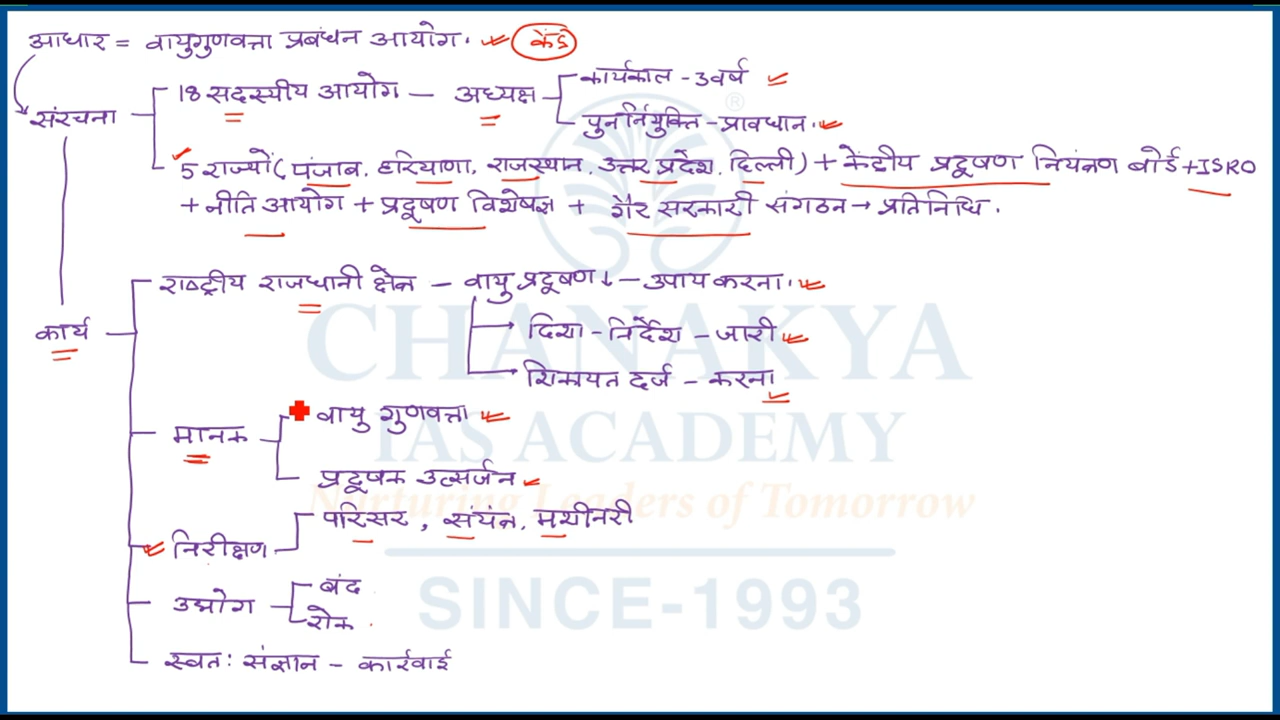 आधार = वायुगुणवत्ता प्रबंधन आयोग. केंद्र
संरचना
18 सदस्यीय आयोग - अध्यक्ष
कार्यकाल - 3 वर्ष
पुनर्नियुक्ति - प्रावधान.
5 राज्यों (पंजाब, हरियाणा, राजस्थान, उत्तर प्रदेश, दिल्ली) + केंद्रीय प्रदूषण नियंत्रण बोर्ड + ISRO
+ नीति आयोग + प्रदूषण विशेषज्ञ + गैर सरकारी संगठन → प्रतिनिधि.
कार्य
राष्ट्रीय राजधानी क्षेत्र - वायु प्रदूषण ↓ - उपाय करना.
→ दिशा - निर्देश - जारी
→ शिकायत दर्ज - करना
मानक
वायु गुणवत्ता
प्रदूषक उत्सर्जन
निरीक्षण
परिसर, संयंत्र, मशीनरी
उद्योग
बंद
रोक
स्वत: संज्ञान - कार्रवाई
CHANAKYA
IAS ACADEMY
Nurturing Leaders of Tomorrow
SINCE-1993